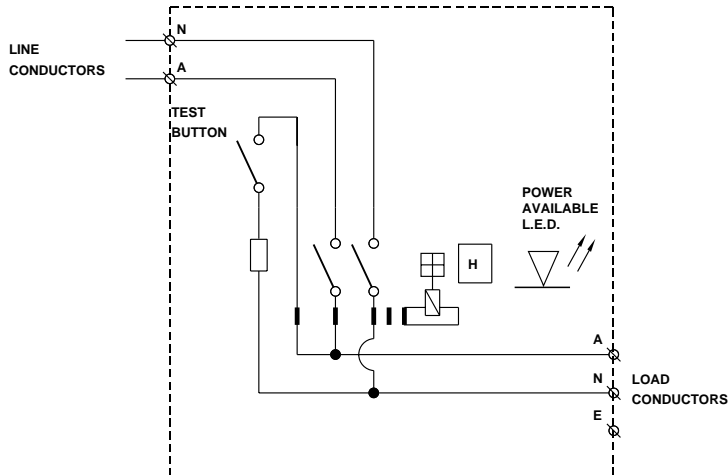 N
LINE
CONDUCTORS
A
TEST
BUTTON
POWER
AVAILABLE
L.E.D.
H
A
N
LOAD
CONDUCTORS
E